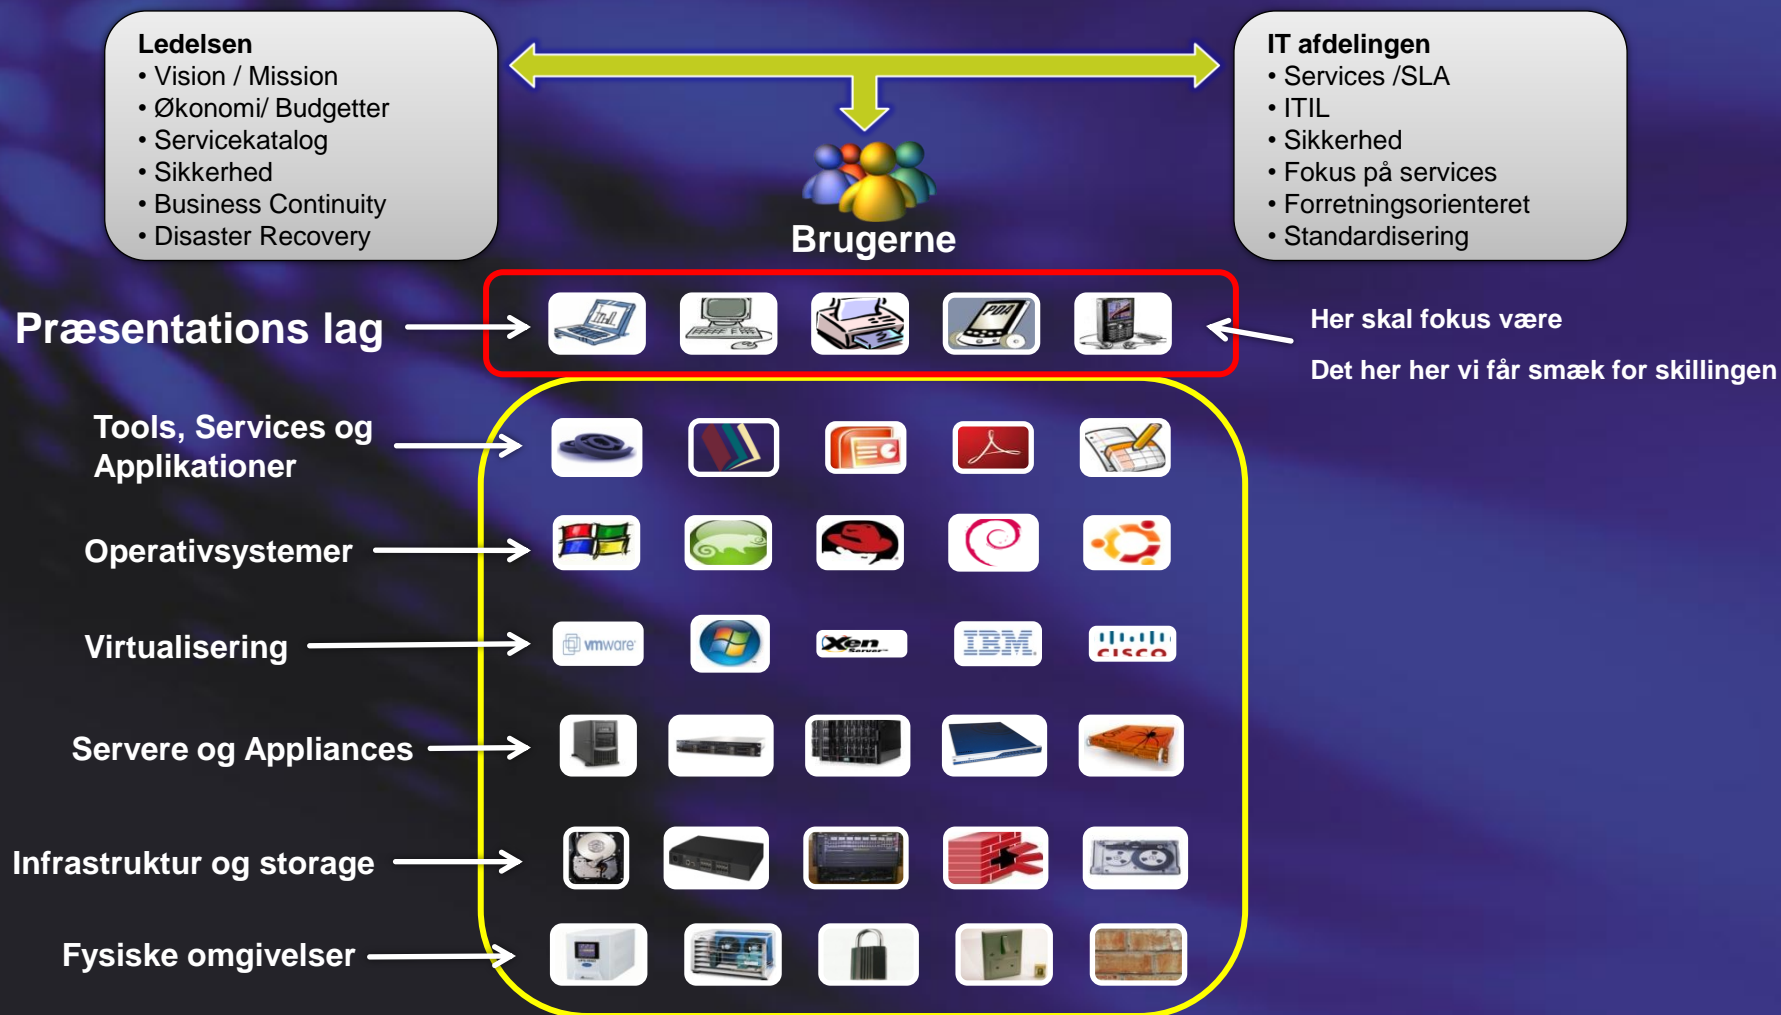 Ledelsen
• Vision / Mission
• Økonomi/ Budgetter
• Servicekatalog
• Sikkerhed
• Business Continuity
• Disaster Recovery
IT afdelingen
• Services /SLA
• ITIL
• Sikkerhed
• Fokus på services
• Forretningsorienteret
• Standardisering
Brugerne
Præsentations lag
PDA
Her skal fokus være
Det her her vi får smæk for skillingen
Tools, Services og
Applikationer
Operativsystemer
Virtualisering
vmware
Xen
Server
IBM
CISCO
Servere og Appliances
Infrastruktur og storage
Fysiske omgivelser